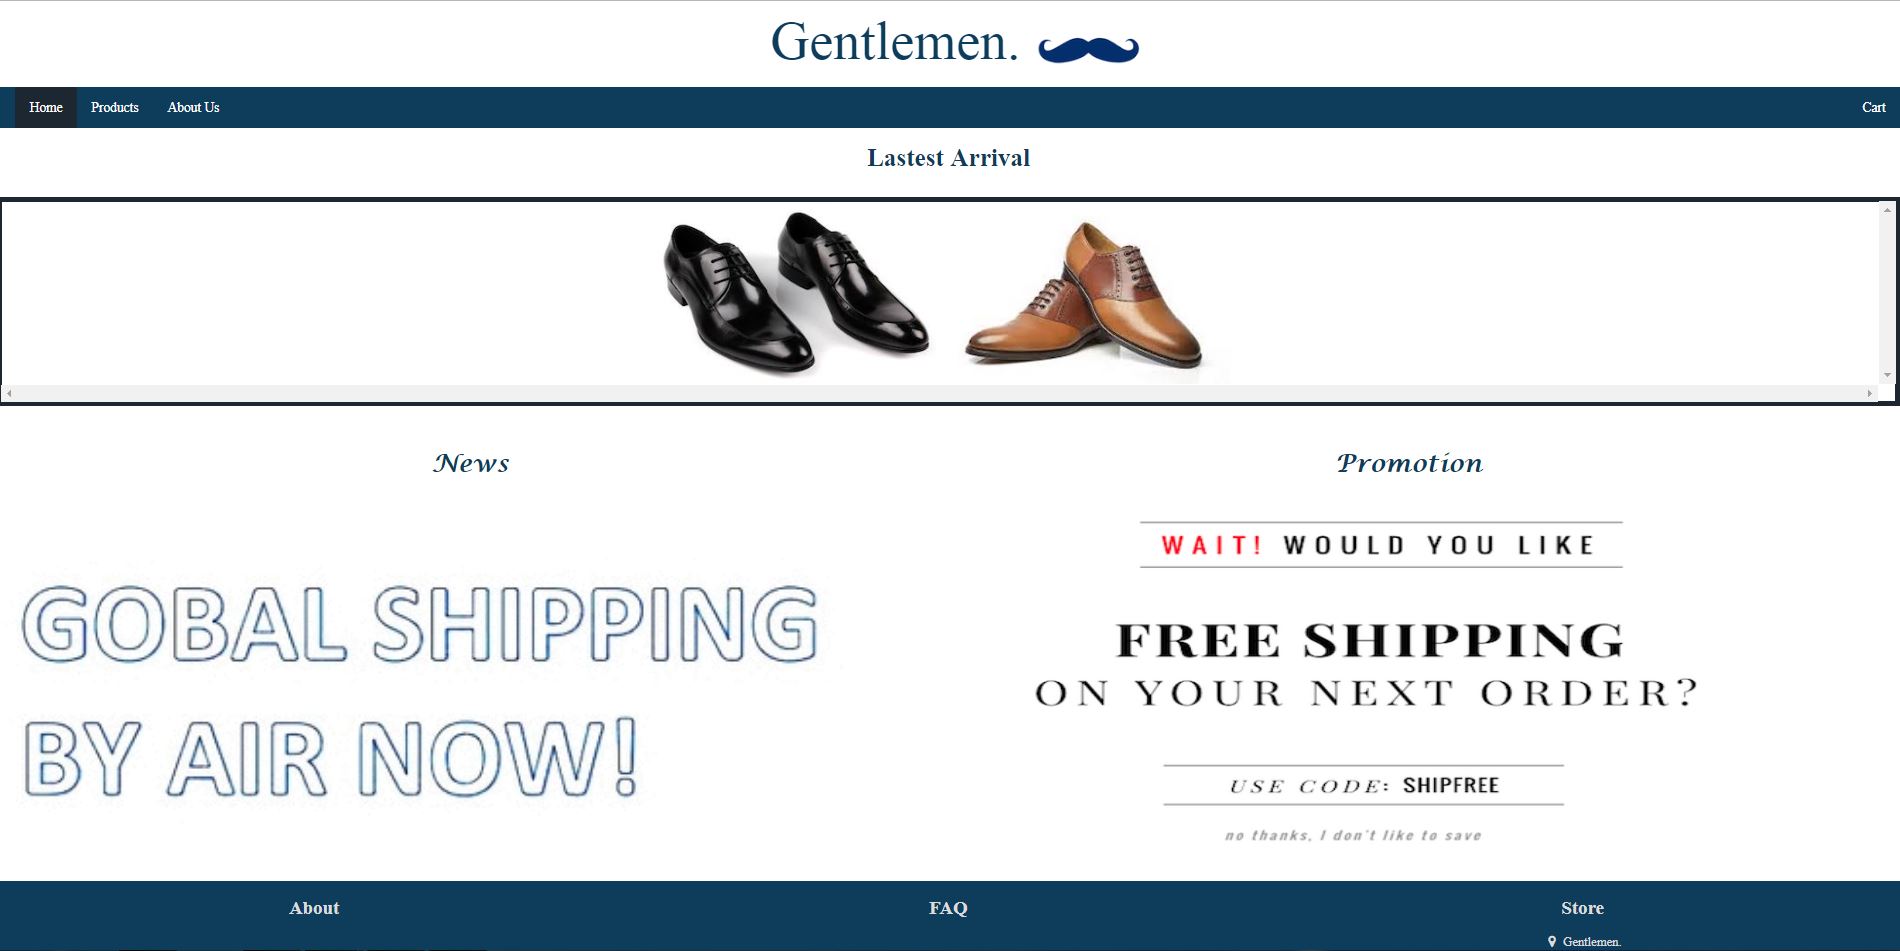 Gentlemen.
Home Products About Us Cart
Lastest Arrival
News
GOBAL SHIPPING
BY AIR NOW!
Promotion
WAIT! WOULD YOU LIKE
FREE SHIPPING
ON YOUR NEXT ORDER?
USE CODE: SHIPFREE
no thanks, I don't like to save
About
FAQ
Store
Gentlemen.